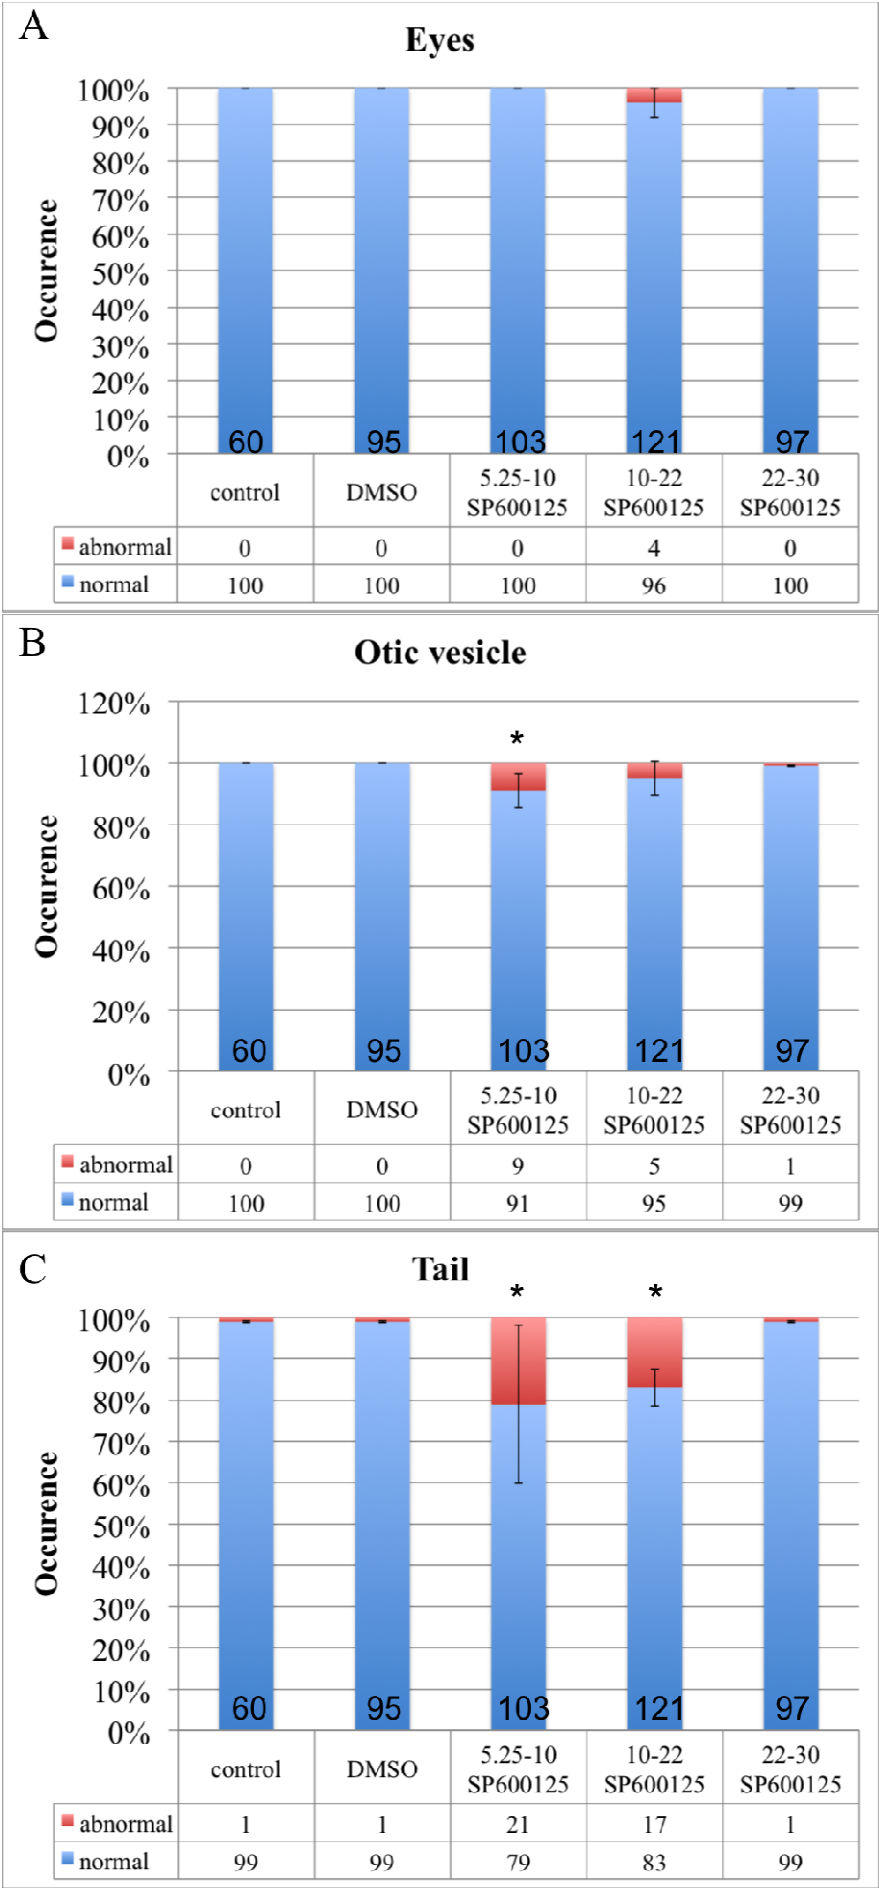 A
Eyes
Occurence
100%
90%
80%
70%
60%
50%
40%
30%
20%
10%
0%
60 95 103 121 97
control DMSO 5.25-10 SP600125 10-22 SP600125 22-30 SP600125
abnormal 0 0 0 4 0
normal 100 100 100 96 100
B
Otic vesicle
Occurence
120%
100%
80%
60%
40%
20%
0%
*
60 95 103 121 97
control DMSO 5.25-10 SP600125 10-22 SP600125 22-30 SP600125
abnormal 0 0 9 5 1
normal 100 100 91 95 99
C
Tail
* *
Occurence
100%
90%
80%
70%
60%
50%
40%
30%
20%
10%
0%
60 95 103 121 97
control DMSO 5.25-10 SP600125 10-22 SP600125 22-30 SP600125
abnormal 1 1 21 17 1
normal 99 99 79 83 99